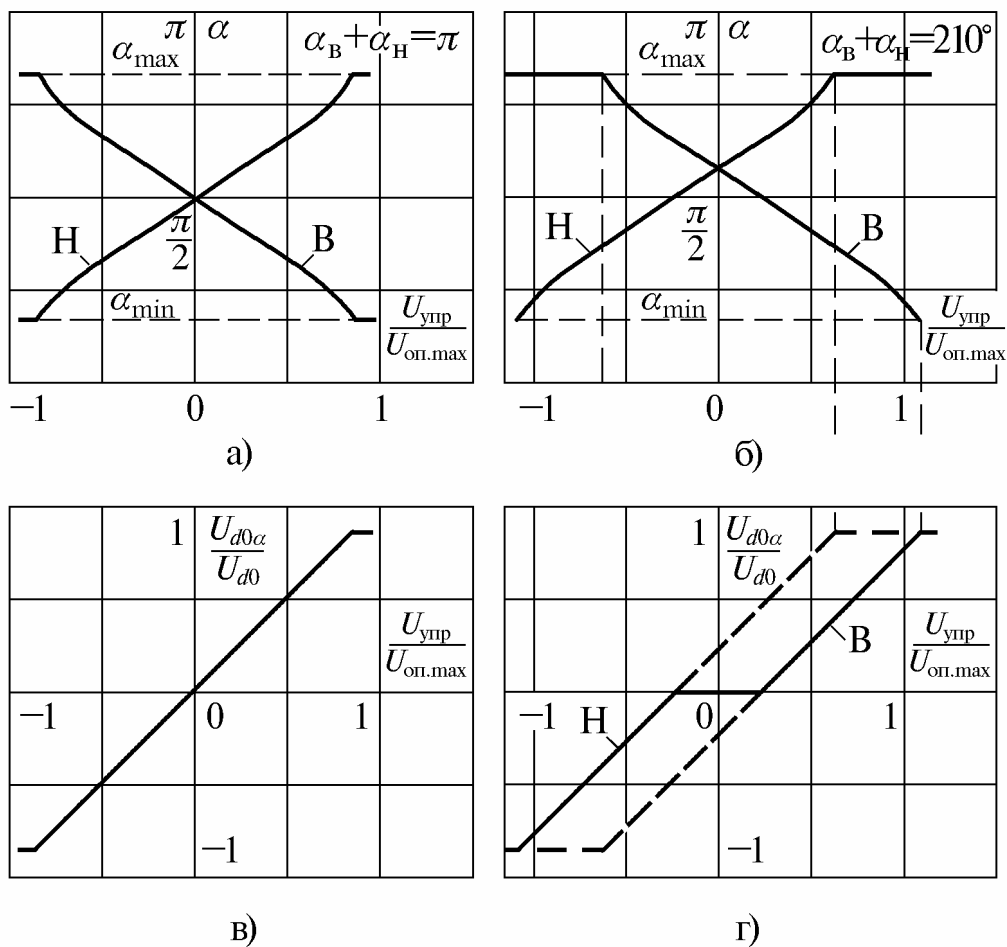 π α
α_max
α_в + α_н = π
H
π/2
B
α_min
U_упр/U_оп.max
−1 0 1
а)
π α
α_max
α_в + α_н = 210°
H
π/2
B
α_min
U_упр/U_оп.max
−1 0 1
б)
1
U_d0α/U_d0
U_упр/U_оп.max
−1 0 1
−1
в)
1
U_d0α/U_d0
U_упр/U_оп.max
B
−1 H 0 1
−1
г)